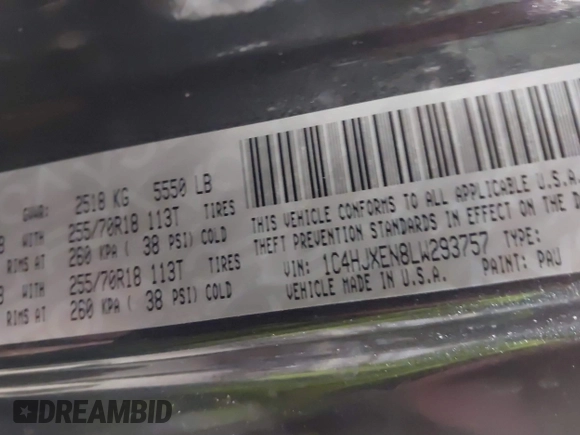 GVWR: 2518 KG 5550 LB
WITH 255/70R18 113T TIRES
RIMS AT 260 KPA ( 38 PSI) COLD
WITH 255/70R18 113T TIRES
RIMS AT 260 KPA ( 38 PSI) COLD
THIS VEHICLE CONFORMS TO ALL APPLICABLE U.S.A.
THEFT PREVENTION STANDARDS IN EFFECT ON THE D
VIN: 1C4HJXEN8LW293757 TYPE:
VEHICLE MADE IN U.S.A. PAINT: PAU
DREAMBID